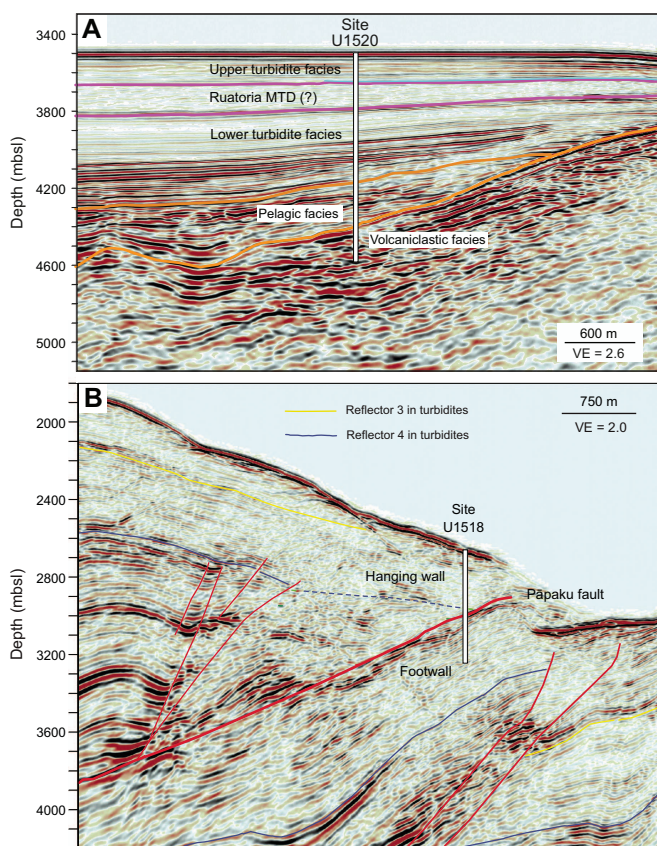 A
Site
U1520
3400
3800
4200
4600
5000
Depth (mbsl)
Upper turbidite facies
Ruatoria MTD (?)
Lower turbidite facies
Pelagic facies
Volcaniclastic facies
600 m
VE = 2.6
B
Reflector 3 in turbidites
Reflector 4 in turbidites
750 m
VE = 2.0
2000
2400
2800
3200
3600
4000
Depth (mbsl)
Site
U1518
Hanging wall
Pāpaku fault
Footwall